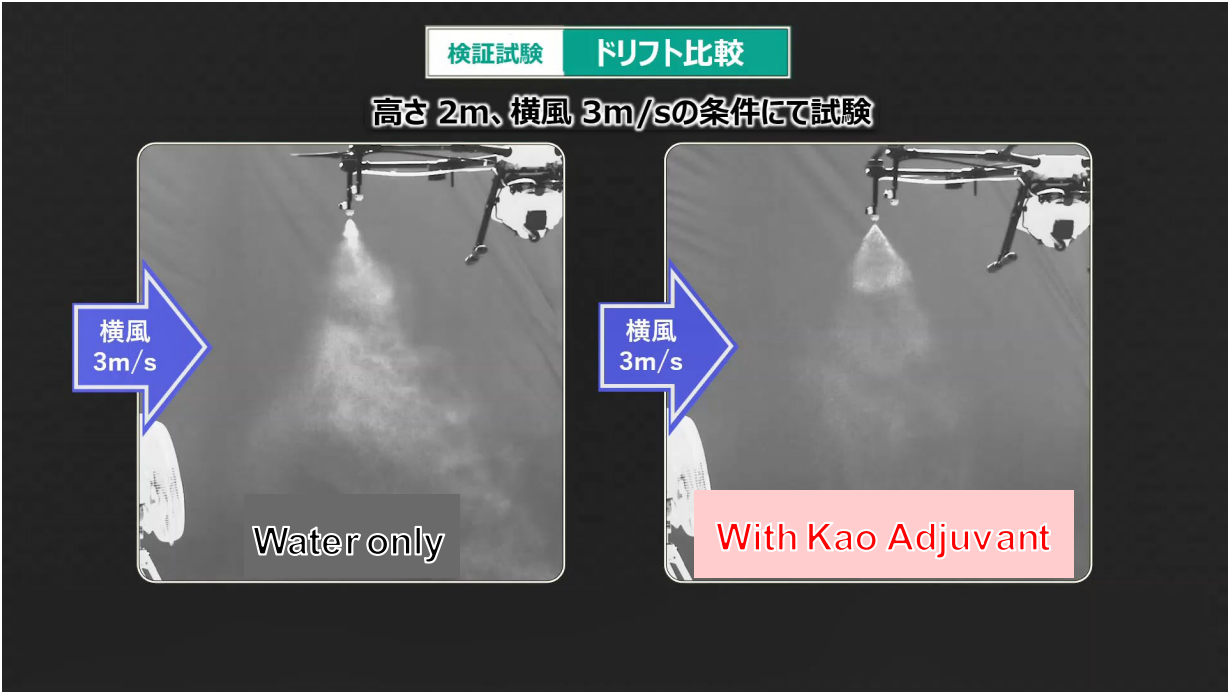 検証試験 ドリフト比較
高さ 2m、横風 3m/sの条件にて試験
横風
3m/s
横風
3m/s
Water only
With Kao Adjuvant